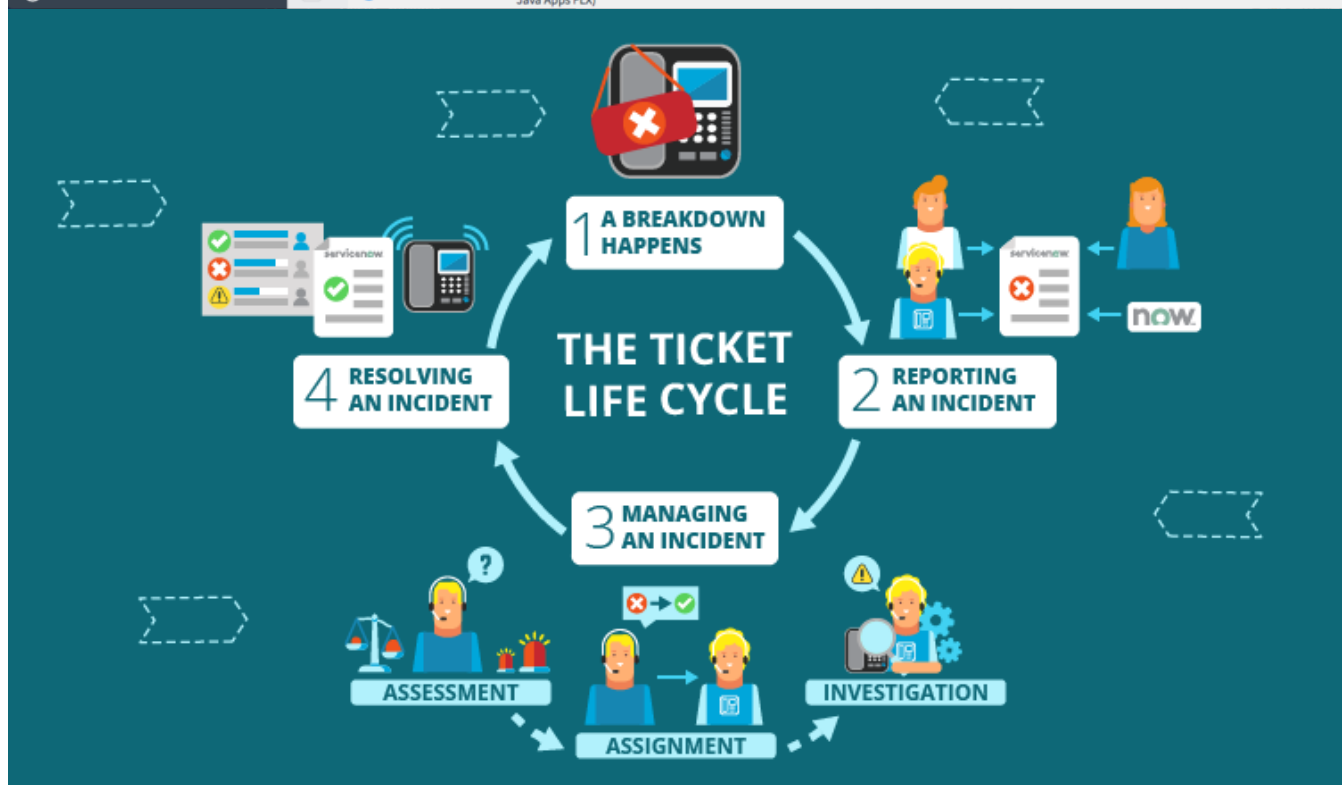 Java Apps FLX)
1 A BREAKDOWN
HAPPENS
servicenow
servicenow
now.
THE TICKET
LIFE CYCLE
4 RESOLVING
AN INCIDENT
2 REPORTING
AN INCIDENT
3 MANAGING
AN INCIDENT
?
ASSESSMENT
INVESTIGATION
ASSIGNMENT